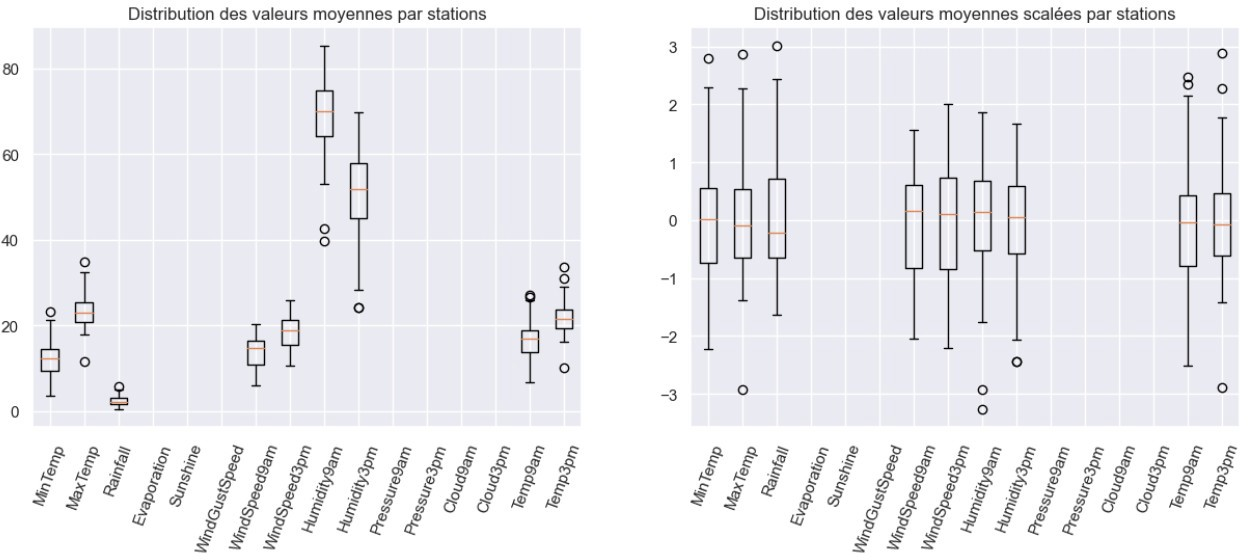 Distribution des valeurs moyennes par stations
80
60
40
20
0
MinTemp
MaxTemp
Rainfall
Evaporation
Sunshine
WindGustSpeed
WindSpeed9am
WindSpeed3pm
Humidity9am
Humidity3pm
Pressure9am
Pressure3pm
Cloud9am
Cloud3pm
Temp9am
Temp3pm
Distribution des valeurs moyennes scalées par stations
3
2
1
0
−1
−2
−3
MinTemp
MaxTemp
Rainfall
Evaporation
Sunshine
WindGustSpeed
WindSpeed9am
WindSpeed3pm
Humidity9am
Humidity3pm
Pressure9am
Pressure3pm
Cloud9am
Cloud3pm
Temp9am
Temp3pm